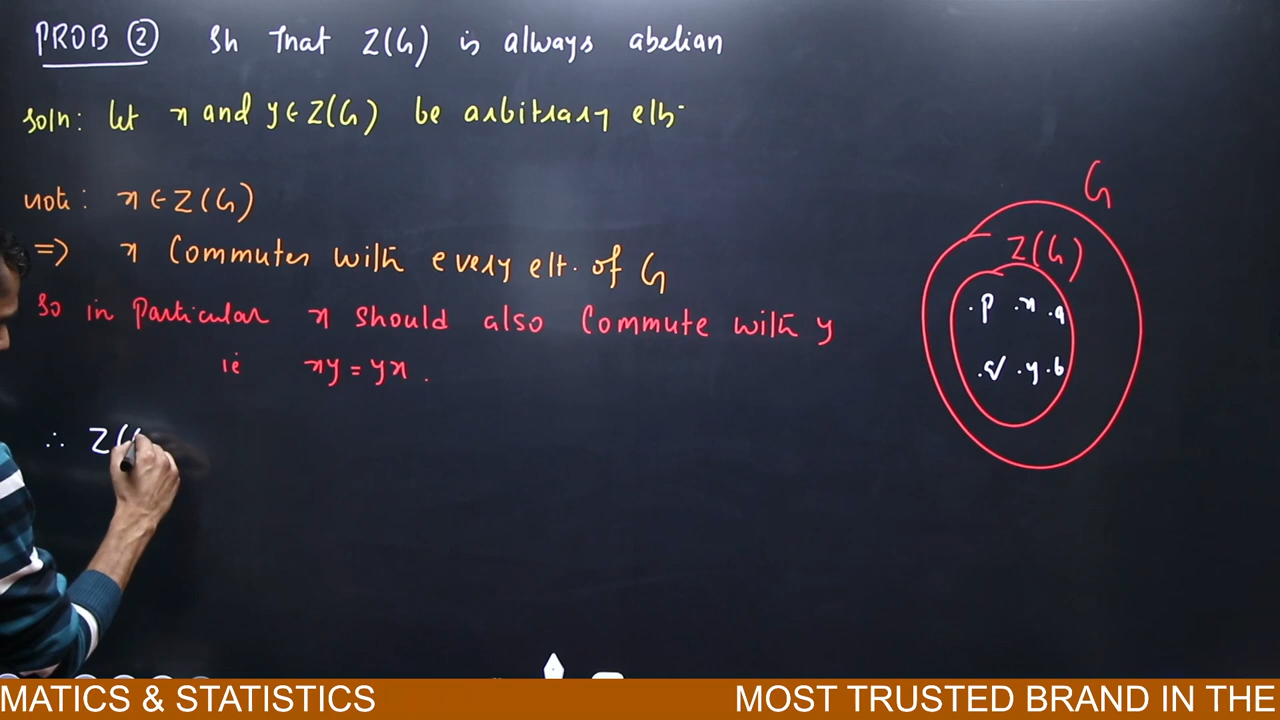 PROB ② Sh That Z(G) is always abelian
Soln: Let x and y ∈ Z(G) be arbitrary elts.
note: x ∈ Z(G)
=> x Commutes with every elt. of G
So in Particular x should also Commute with y
ie xy = yx .
∴ Z(G
G
Z(G)
.p .x .a
.q .y .b
MATICS & STATISTICS MOST TRUSTED BRAND IN THE